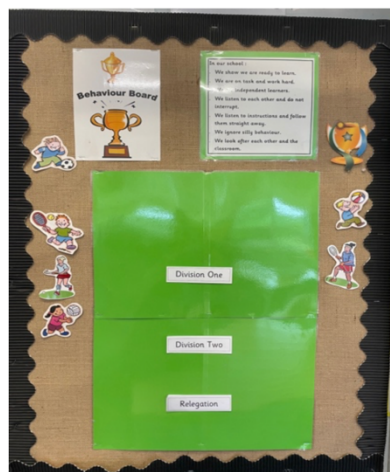 Behaviour Board
In our school :
We show we are ready to learn.
We are on task and work hard.
independent learners.
We listen to each other and do not
interrupt.
We listen to instructions and follow
them straight away.
We ignore silly behaviour.
We look after each other and the
classroom.
Division One
Division Two
Relegation